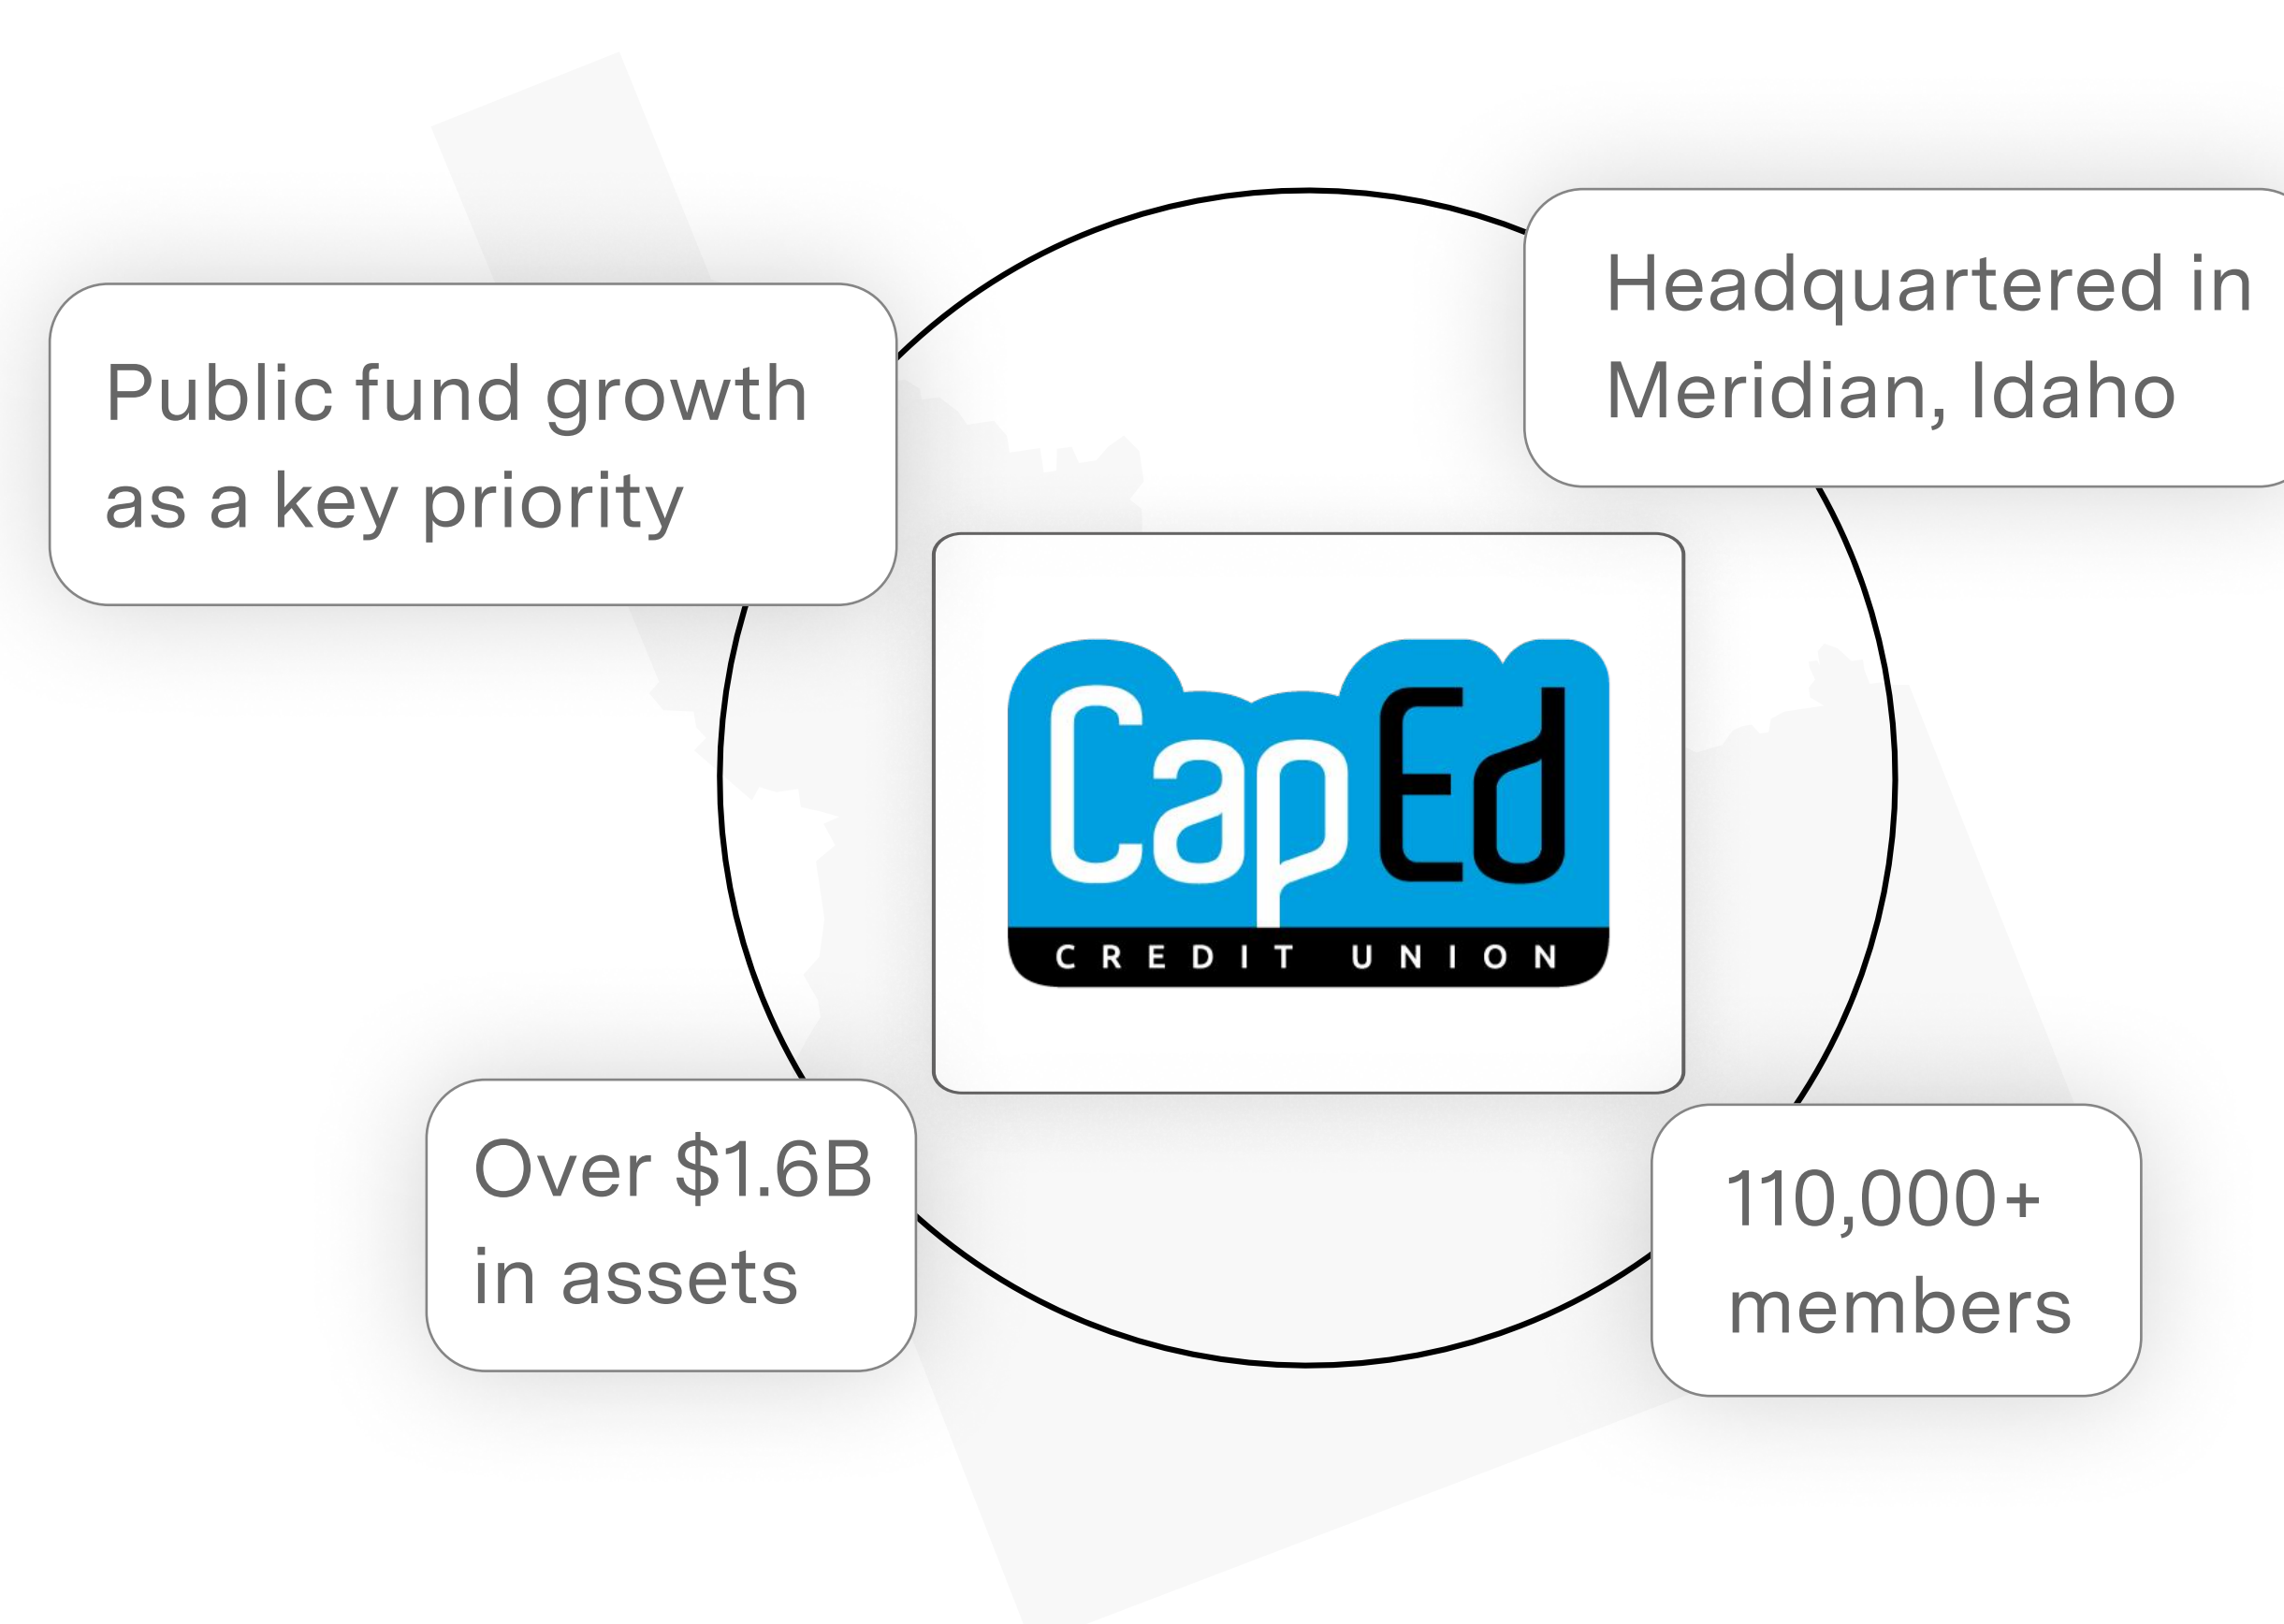 Headquartered in
Meridian, Idaho
Public fund growth
as a key priority
CapEd
CREDIT UNION
Over $1.6B
in assets
110,000+
members